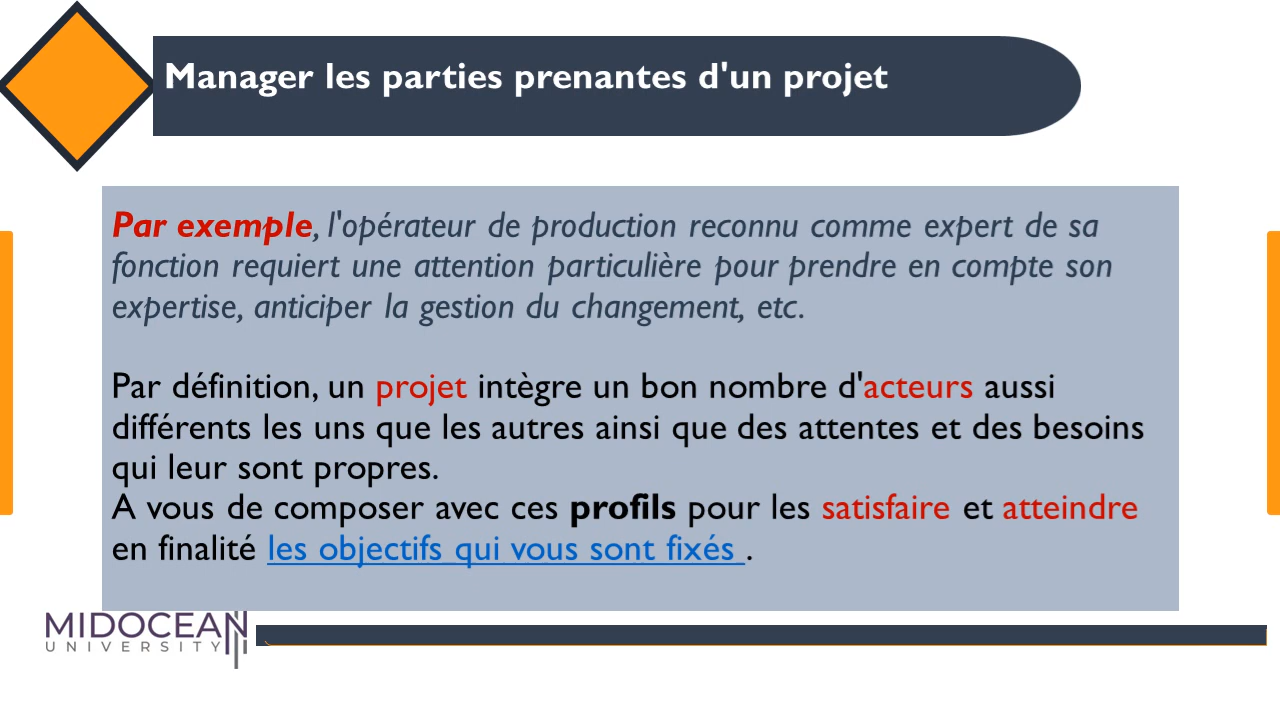 Manager les parties prenantes d'un projet
Par exemple, l'opérateur de production reconnu comme expert de sa
fonction requiert une attention particulière pour prendre en compte son
expertise, anticiper la gestion du changement, etc.
Par définition, un projet intègre un bon nombre d'acteurs aussi
différents les uns que les autres ainsi que des attentes et des besoins
qui leur sont propres.
A vous de composer avec ces profils pour les satisfaire et atteindre
en finalité les objectifs qui vous sont fixés .
MIDOCEAN
UNIVERSITY